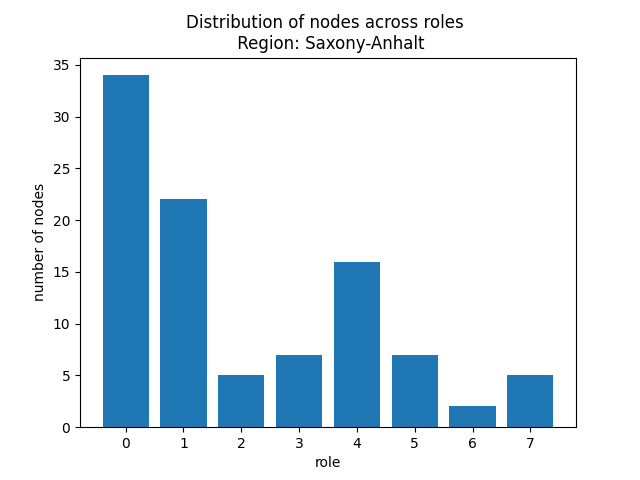 Distribution of nodes across roles
Region: Saxony-Anhalt
35
30
25
20
15
10
5
0
number of nodes
0 1 2 3 4 5 6 7
role